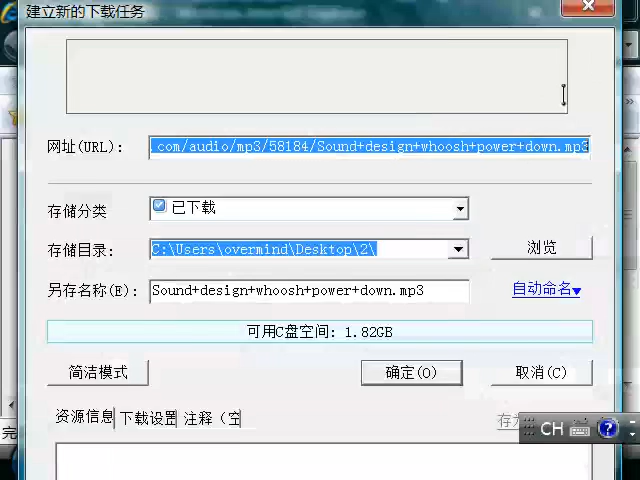 建立新的下载任务
网址(URL): .com/audio/mp3/58184/Sound+design+whoosh+power+down.mp3
存储分类 已下载
存储目录: C:\Users\overmind\Desktop\2\ 浏览
另存名称(E): Sound+design+whoosh+power+down.mp3 自动命名
可用C盘空间: 1.82GB
简洁模式 确定(O) 取消(C)
资源信息 下载设置 注释（空 存为
CH
完